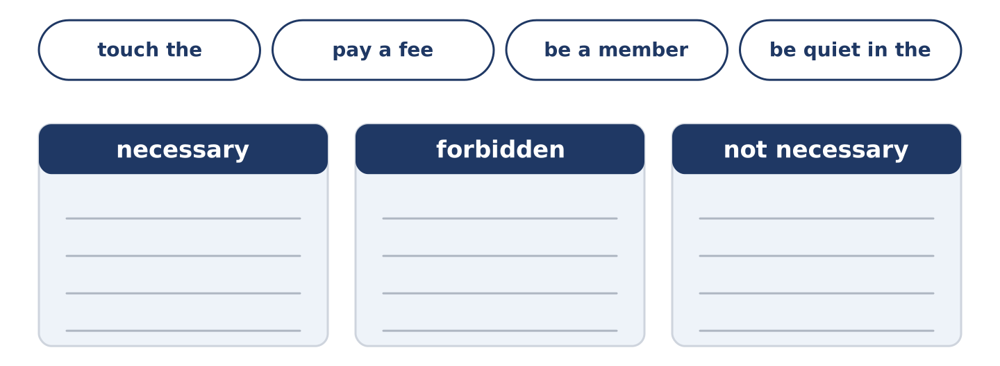 touch the
pay a fee
be a member
be quiet in the
necessary
forbidden
not necessary